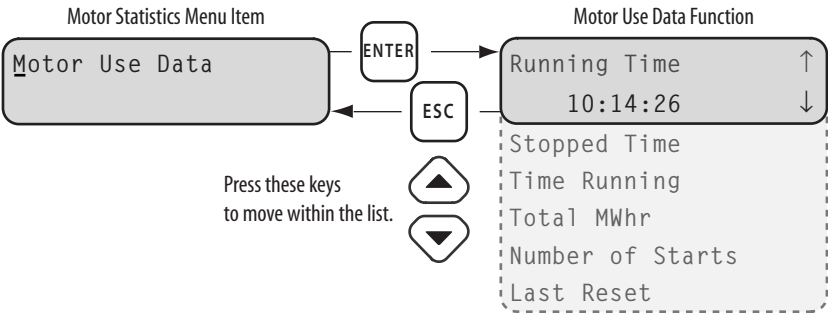 Motor Statistics Menu Item
Motor Use Data
ENTER
ESC
Press these keys
to move within the list.
Motor Use Data Function
Running Time ↑
10:14:26 ↓
Stopped Time
Time Running
Total MWhr
Number of Starts
Last Reset